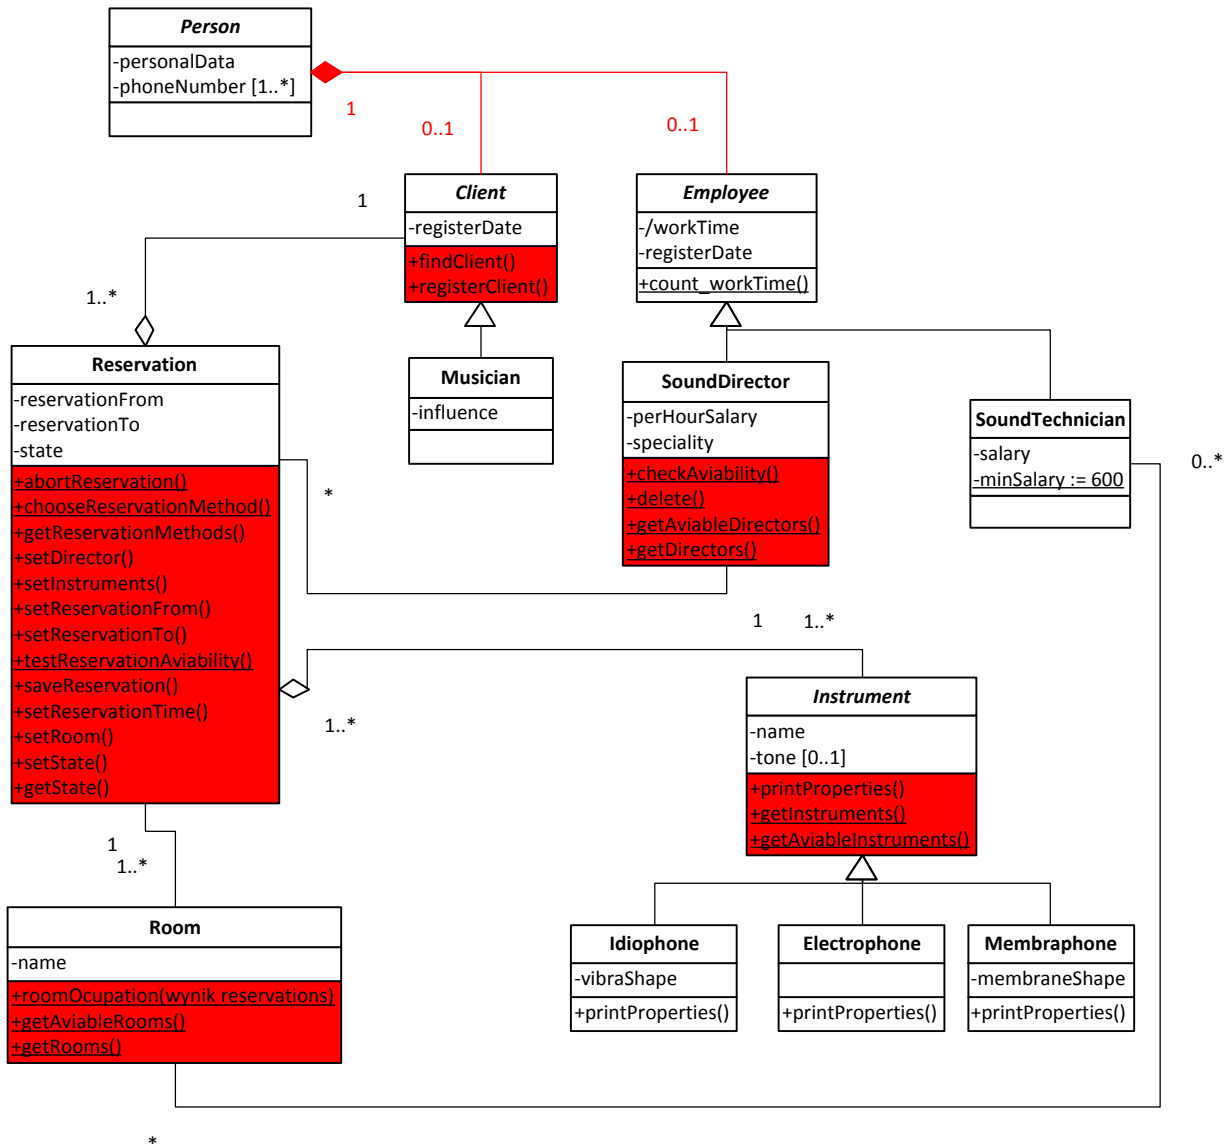 Person
-personalData
-phoneNumber [1..*]
1
0..1
0..1
Client
-registerDate
+findClient()
+registerClient()
Employee
-/workTime
-registerDate
+count_workTime()
1
1..*
Reservation
-reservationFrom
-reservationTo
-state
+abortReservation()
+chooseReservationMethod()
+getReservationMethods()
+setDirector()
+setInstruments()
+setReservationFrom()
+setReservationTo()
+testReservationAviability()
+saveReservation()
+setReservationTime()
+setRoom()
+setState()
+getState()
Musician
-influence
SoundDirector
-perHourSalary
-speciality
+checkAviability()
+delete()
+getAviableDirectors()
+getDirectors()
SoundTechnician
-salary
-minSalary := 600
0..*
*
1
1..*
1..*
Instrument
-name
-tone [0..1]
+printProperties()
+getInstruments()
+getAviableInstruments()
1
1..*
Room
-name
+roomOcupation(wynik reservations)
+getAviableRooms()
+getRooms()
Idiophone
-vibraShape
+printProperties()
Electrophone
+printProperties()
Membraphone
-membraneShape
+printProperties()
*